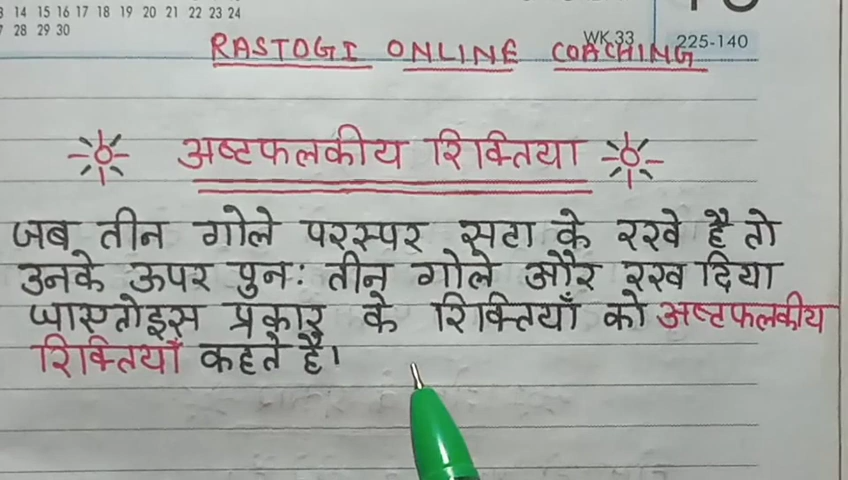 3 14 15 16 17 18 19 20 21 22 23 24
28 29 30
WK 33 225-140
RASTOGI ONLINE COACHING
अष्टफलकीय रिक्तिया
जब तीन गोले परस्पर सटा के रखे है तो
उनके ऊपर पुनः तीन गोले और रख दिया
जाए तो इस प्रकार के रिक्तियाँ को अष्टफलकीय
रिक्तियाँ कहते है।